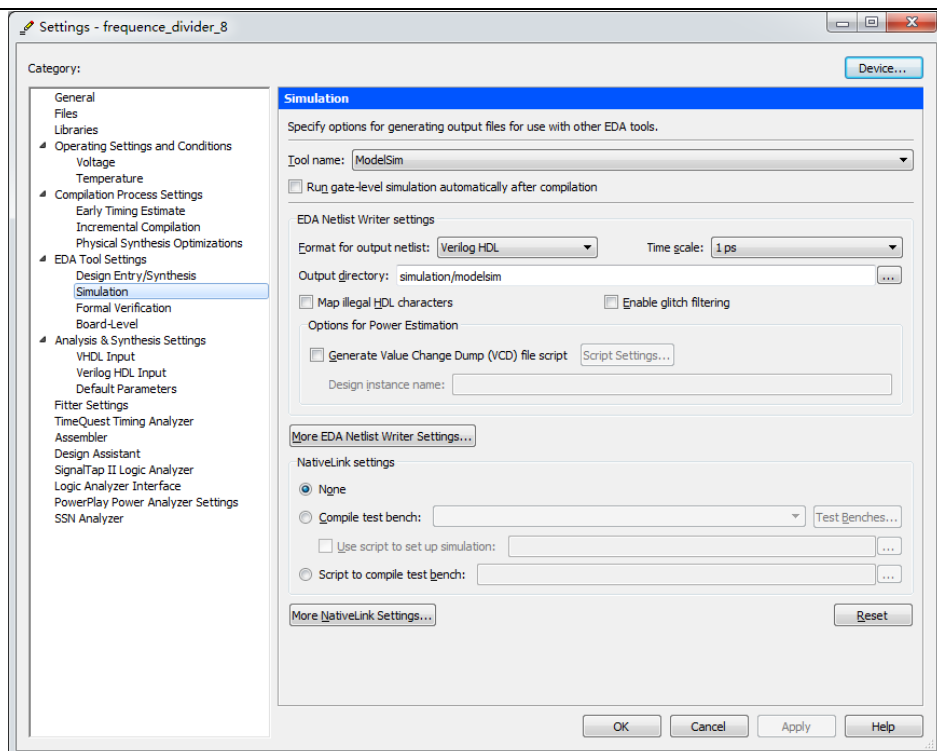 Settings - frequence_divider_8
Category:
Device...
General
Files
Libraries
Operating Settings and Conditions
Voltage
Temperature
Compilation Process Settings
Early Timing Estimate
Incremental Compilation
Physical Synthesis Optimizations
EDA Tool Settings
Design Entry/Synthesis
Simulation
Formal Verification
Board-Level
Analysis & Synthesis Settings
VHDL Input
Verilog HDL Input
Default Parameters
Fitter Settings
TimeQuest Timing Analyzer
Assembler
Design Assistant
SignalTap II Logic Analyzer
Logic Analyzer Interface
PowerPlay Power Analyzer Settings
SSN Analyzer
Simulation
Specify options for generating output files for use with other EDA tools.
Tool name: ModelSim
Run gate-level simulation automatically after compilation
EDA Netlist Writer settings
Format for output netlist: Verilog HDL Time scale: 1 ps
Output directory: simulation/modelsim ...
Map illegal HDL characters Enable glitch filtering
Options for Power Estimation
Generate Value Change Dump (VCD) file script Script Settings...
Design instance name:
More EDA Netlist Writer Settings...
NativeLink settings
None
Compile test bench: Test Benches...
Use script to set up simulation: ...
Script to compile test bench: ...
More NativeLink Settings... Reset
OK Cancel Apply Help